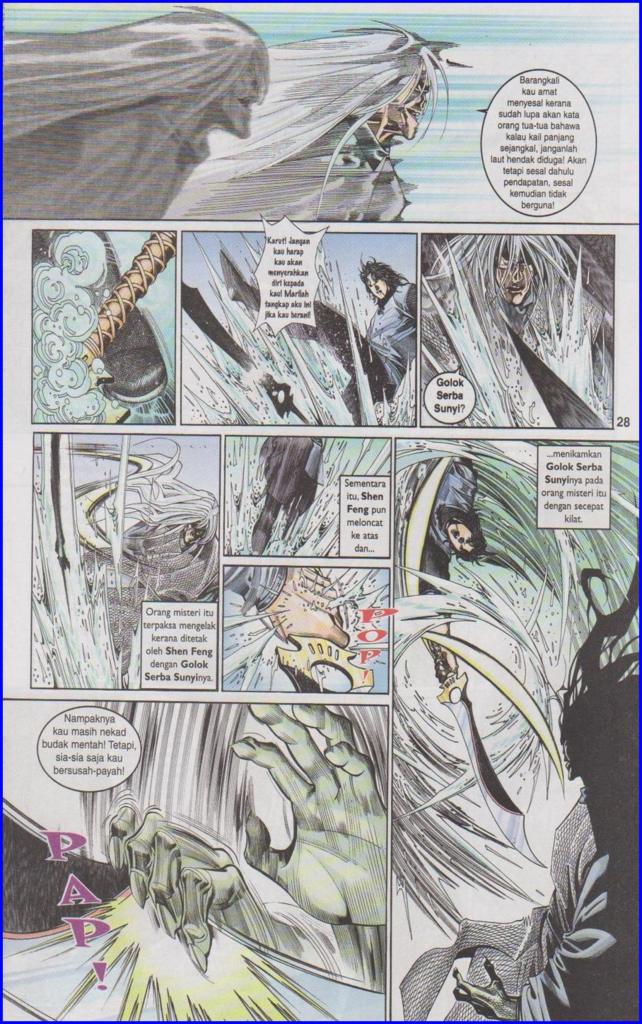 Barangkali
kau amat
menyesal kerana
sudah lupa akan kata
orang tua-tua bahawa
kalau kail panjang
sejangkal, janganlah
laut hendak diduga! Akan
tetapi sesal dahulu
pendapatan, sesal
kemudian tidak
berguna!
Karut! Jangan
kau harap
kau akan
menyerahkan
diri kepada
kau! Marilah
tangkap aku ini
jika kau berani!
Golok
Serba
Sunyi?
28
Orang misteri itu
terpaksa mengelak
kerana ditetak
oleh Shen Feng
dengan Golok
Serba Sunyinya.
Sementara
itu, Shen
Feng pun
meloncat
ke atas
dan...
POP!
...menikamkan
Golok Serba
Sunyinya pada
orang misteri itu
dengan secepat
kilat.
Nampaknya
kau masih nekad
budak mentah! Tetapi,
sia-sia saja kau
bersusah-payah!
PAP!